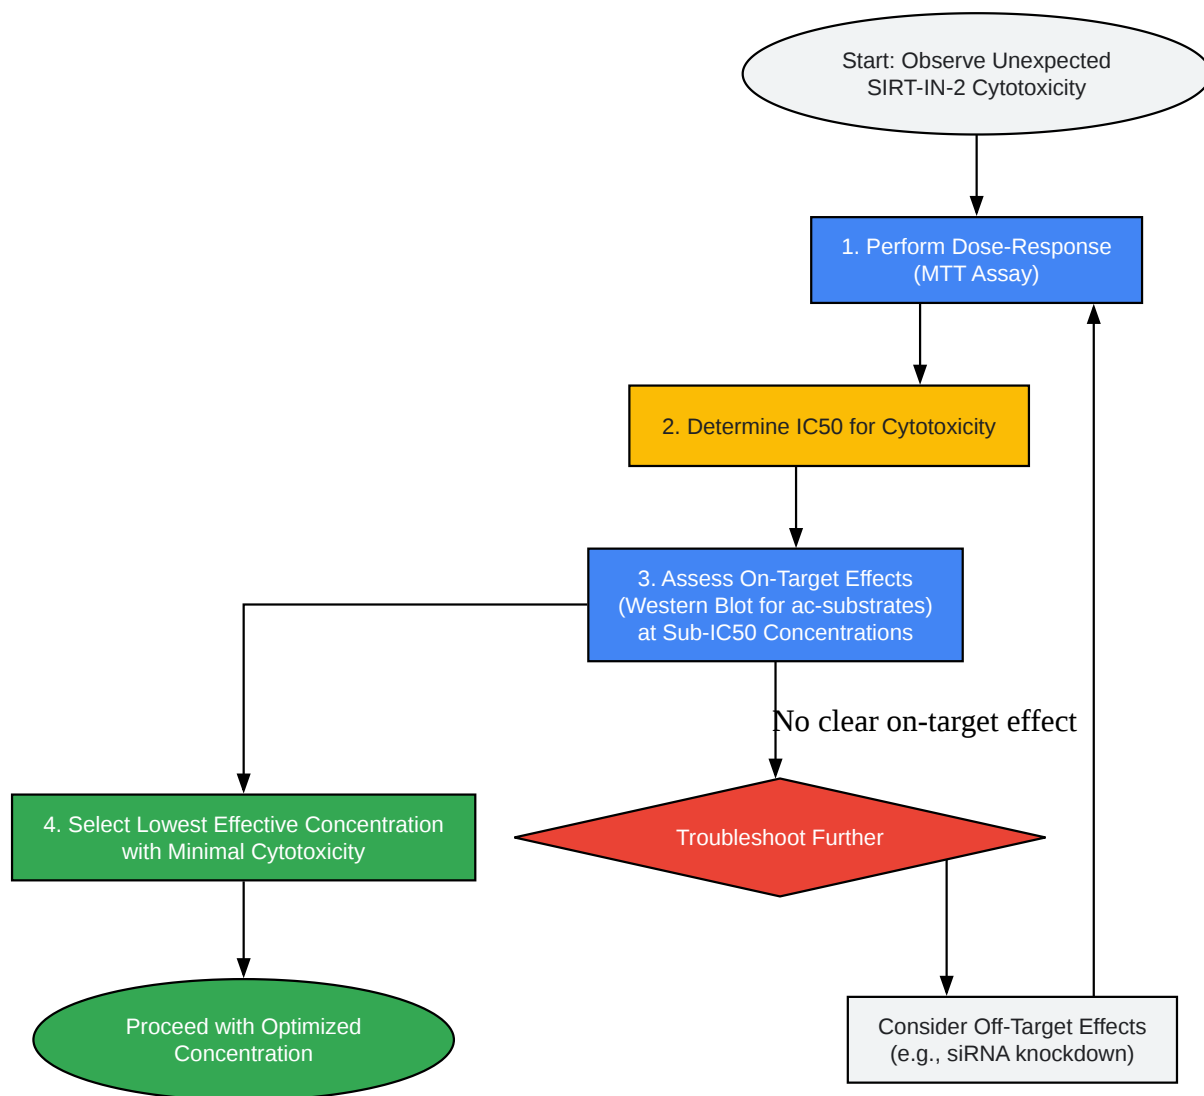 Start: Observe Unexpected
SIRT-IN-2 Cytotoxicity
1. Perform Dose-Response
(MTT Assay)
2. Determine IC50 for Cytotoxicity
3. Assess On-Target Effects
(Western Blot for ac-substrates)
at Sub-IC50 Concentrations
No clear on-target effect
4. Select Lowest Effective Concentration
with Minimal Cytotoxicity
Troubleshoot Further
Proceed with Optimized
Concentration
Consider Off-Target Effects
(e.g., siRNA knockdown)